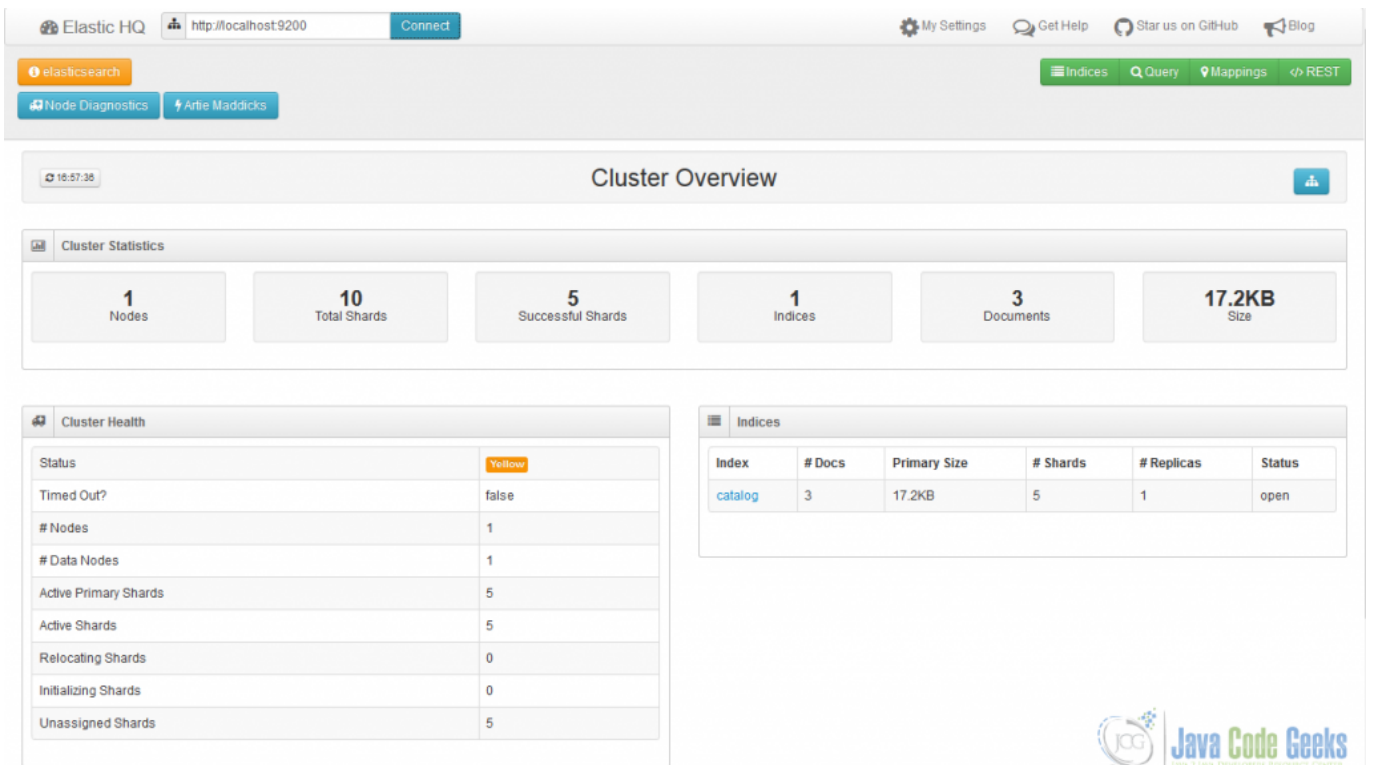 Elastic HQ http://localhost:9200 Connect My Settings Get Help Star us on GitHub Blog
elasticsearch Indices Query Mappings REST
Node Diagnostics Artie Maddicks
16:57:36 Cluster Overview
Cluster Statistics
1 10 5 1 3 17.2KB
Nodes Total Shards Successful Shards Indices Documents Size
Cluster Health
Status Yellow
Timed Out? false
# Nodes 1
# Data Nodes 1
Active Primary Shards 5
Active Shards 5
Relocating Shards 0
Initializing Shards 0
Unassigned Shards 5
Indices
Index # Docs Primary Size # Shards # Replicas Status
catalog 3 17.2KB 5 1 open
JCG Java Code Geeks